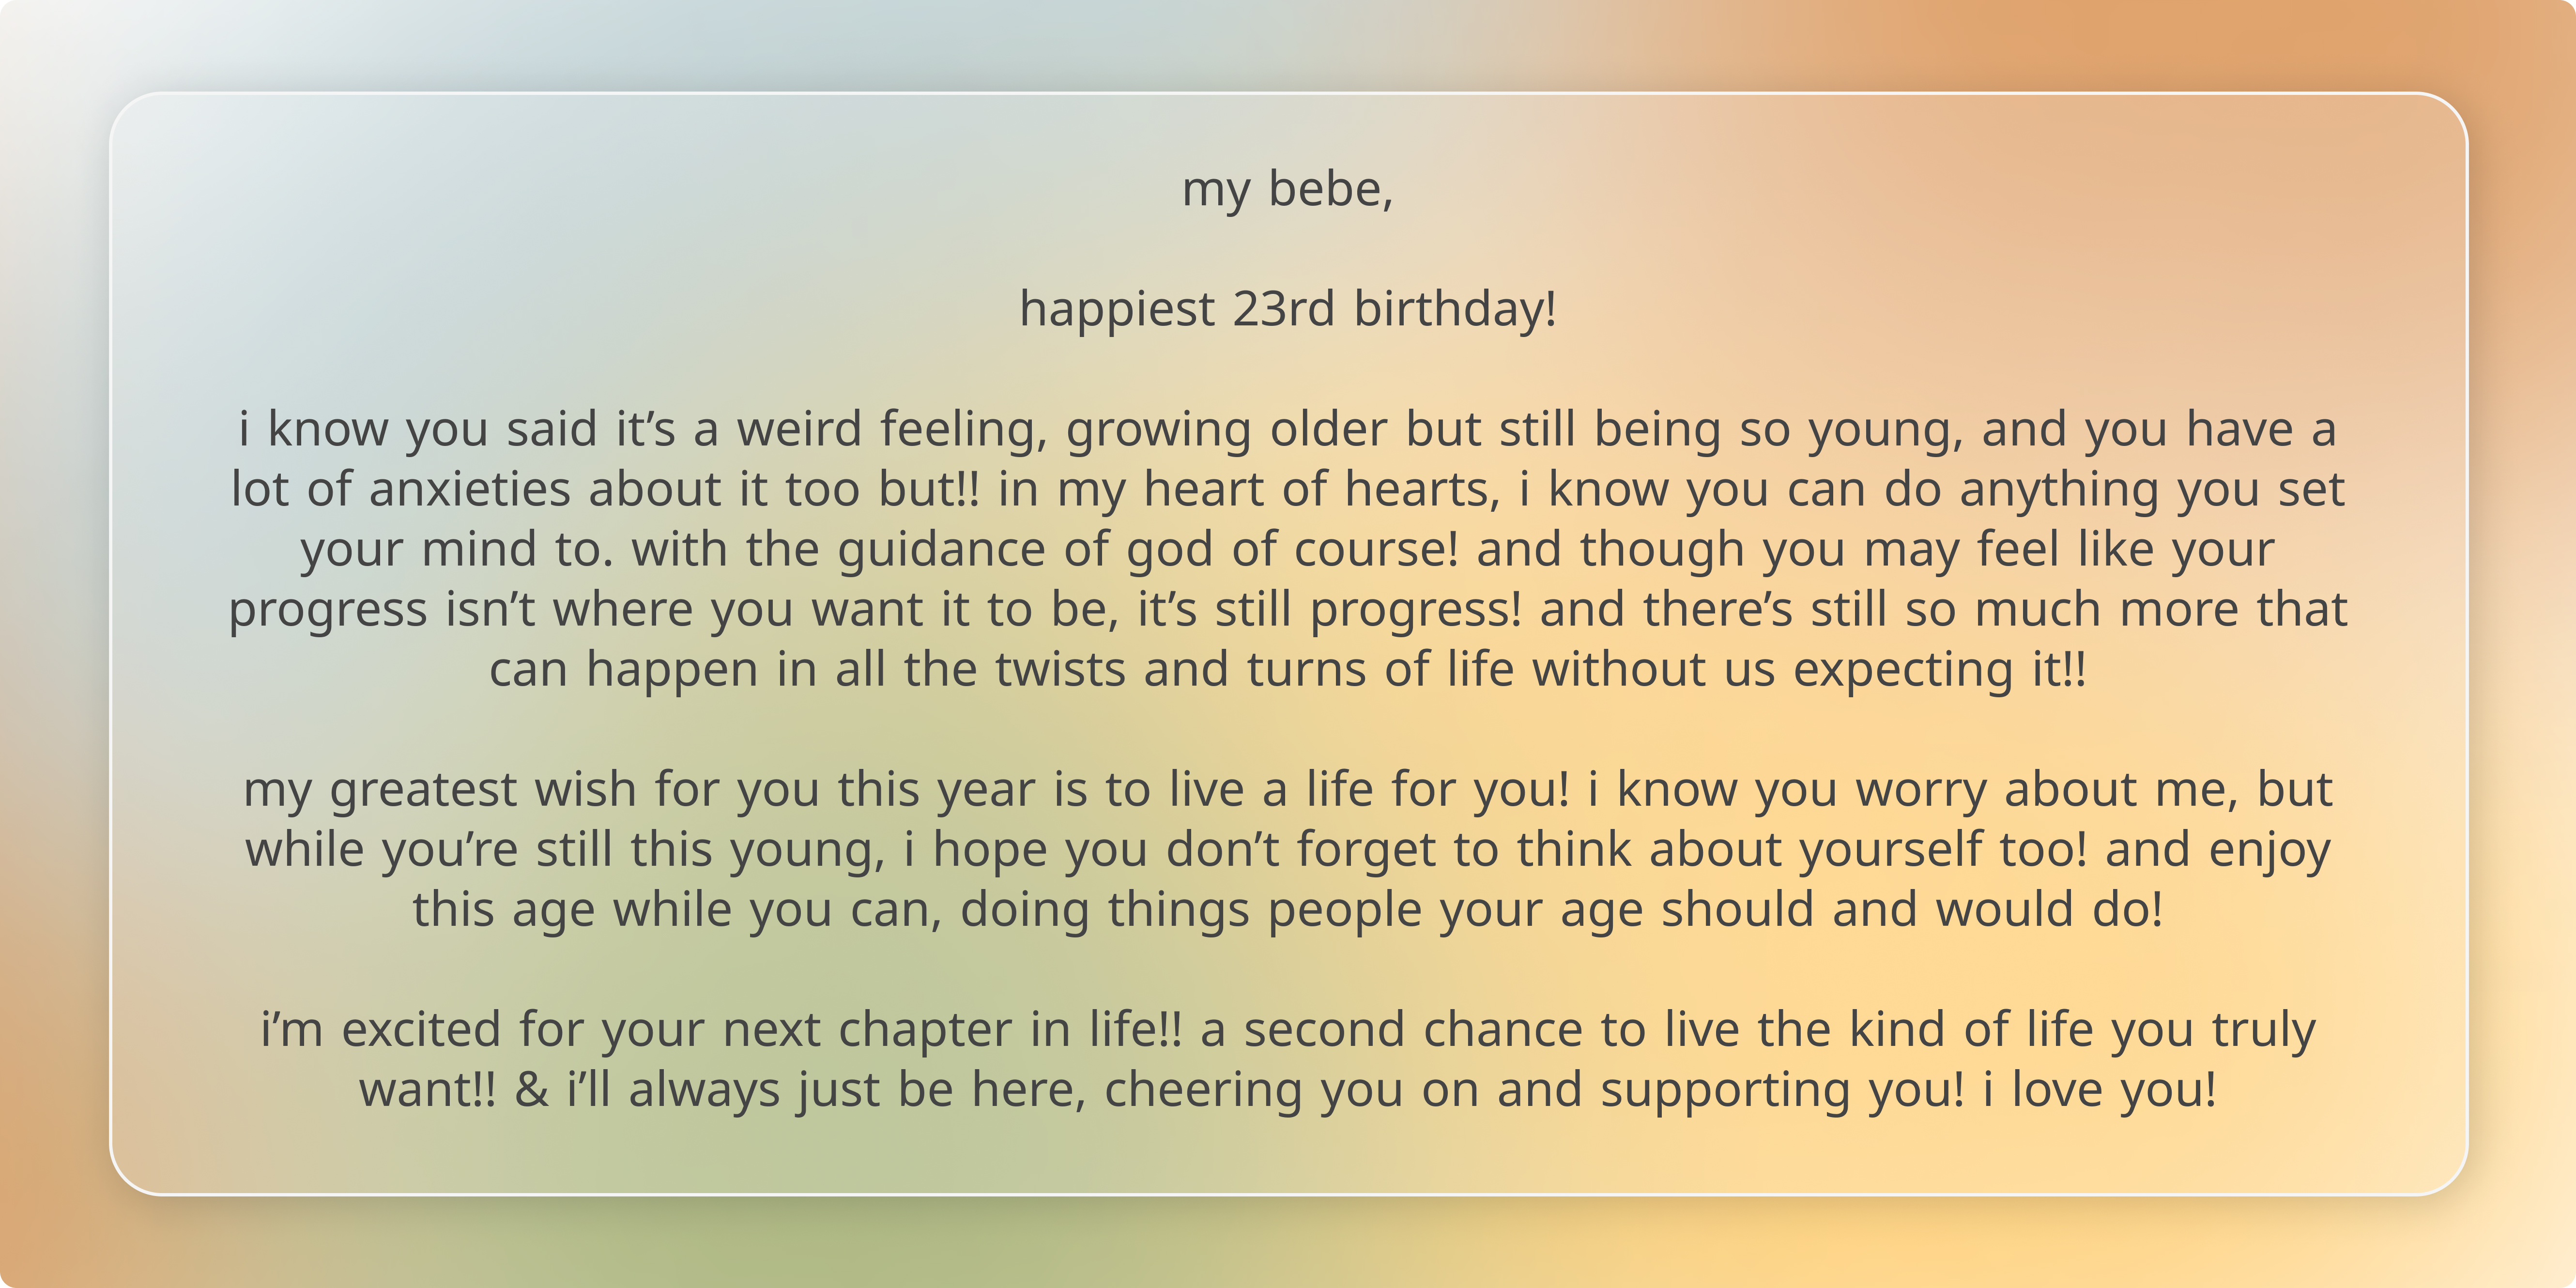 my bebe,
happiest 23rd birthday!
i know you said it’s a weird feeling, growing older but still being so young, and you have a
lot of anxieties about it too but!! in my heart of hearts, i know you can do anything you set
your mind to. with the guidance of god of course! and though you may feel like your
progress isn’t where you want it to be, it’s still progress! and there’s still so much more that
can happen in all the twists and turns of life without us expecting it!!
my greatest wish for you this year is to live a life for you! i know you worry about me, but
while you’re still this young, i hope you don’t forget to think about yourself too! and enjoy
this age while you can, doing things people your age should and would do!
i’m excited for your next chapter in life!! a second chance to live the kind of life you truly
want!! & i’ll always just be here, cheering you on and supporting you! i love you!